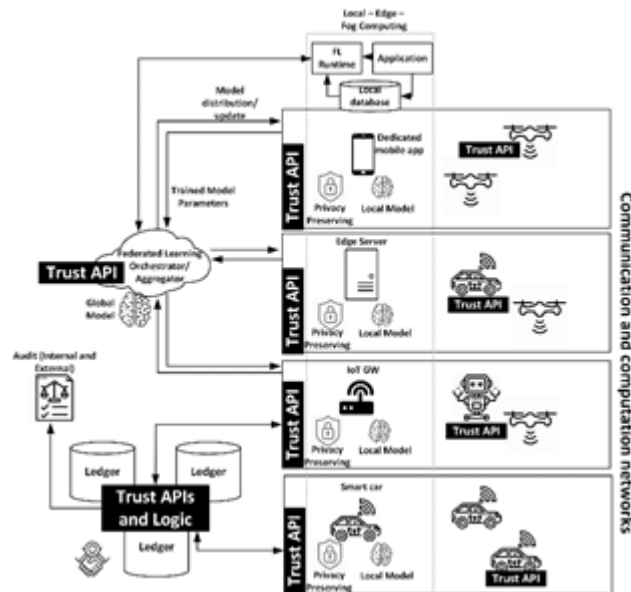 Local – Edge –
Fog Computing
FL
Runtime
Application
Local
database
Model
distribution/
update
Trained Model
Parameters
Trust API
Dedicated
mobile app
Privacy
Preserving
Local Model
Trust API
Trust API
Federated Learning
Orchestrator/
Aggregator
Global
Model
Trust API
Edge Server
Privacy
Preserving
Local Model
Trust API
Audit (Internal and
External)
Trust API
IoT GW
Privacy
Preserving
Local Model
Trust API
Ledger
Ledger
Trust APIs
and Logic
Ledger
Trust API
Smart car
Privacy
Preserving
Local Model
Trust API
Communication and computation networks